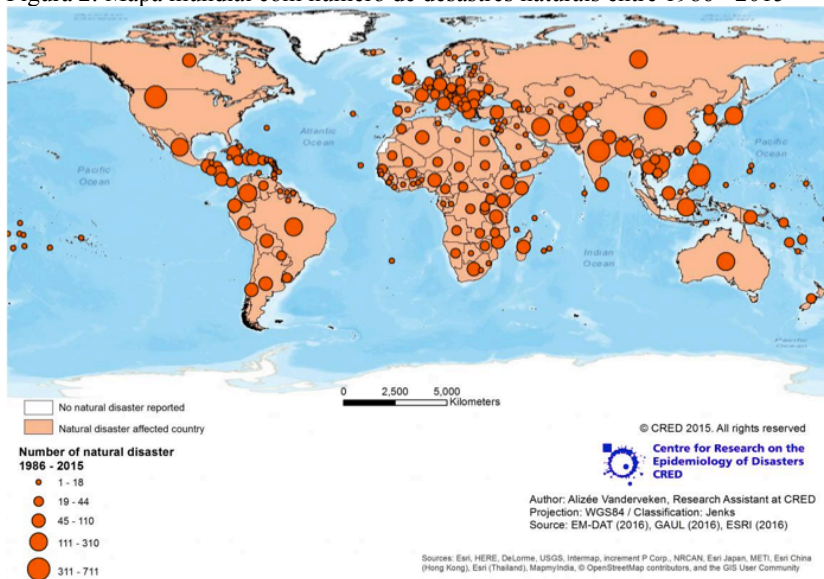 Figura 2: Mapa mundial com número de desastres naturais entre 1986 - 2015
Atlantic
Ocean
Pacific
Ocean
Pacific
Ocean
Indian
Ocean
Pacific
0 2,500 5,000
Kilometers
No natural disaster reported
Natural disaster affected country
Number of natural disaster
1986 - 2015
1 - 18
19 - 44
45 - 110
111 - 310
311 - 711
© CRED 2015. All rights reserved
Centre for Research on the
Epidemiology of Disasters
CRED
Author: Alizée Vanderveken, Research Assistant at CRED
Projection: WGS84 / Classification: Jenks
Source: EM-DAT (2016), GAUL (2016), ESRI (2016)
Sources: Esri, HERE, DeLorme, USGS, Intermap, increment P Corp., NRCAN, Esri Japan, METI, Esri China
(Hong Kong), Esri (Thailand), MapmyIndia, © OpenStreetMap contributors, and the GIS User Community